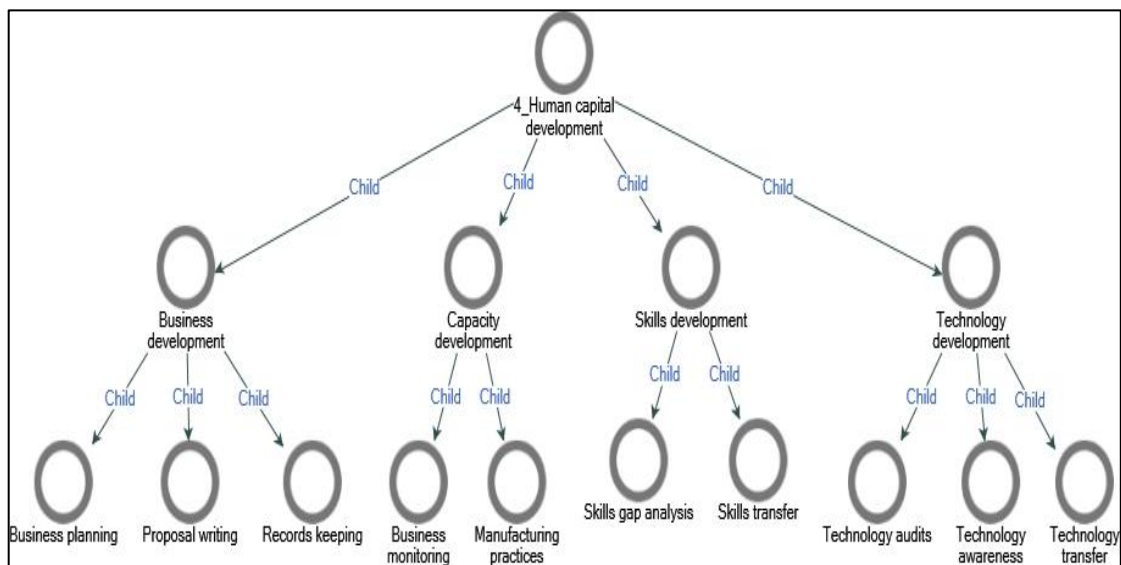 4_Human capital
development
Child
Child
Child
Child
Business
development
Capacity
development
Skills development
Technology
development
Child
Child
Child
Child
Child
Child
Child
Child
Child
Child
Business planning
Proposal writing
Records keeping
Business
monitoring
Manufacturing
practices
Skills gap analysis
Skills transfer
Technology audits
Technology
awareness
Technology
transfer